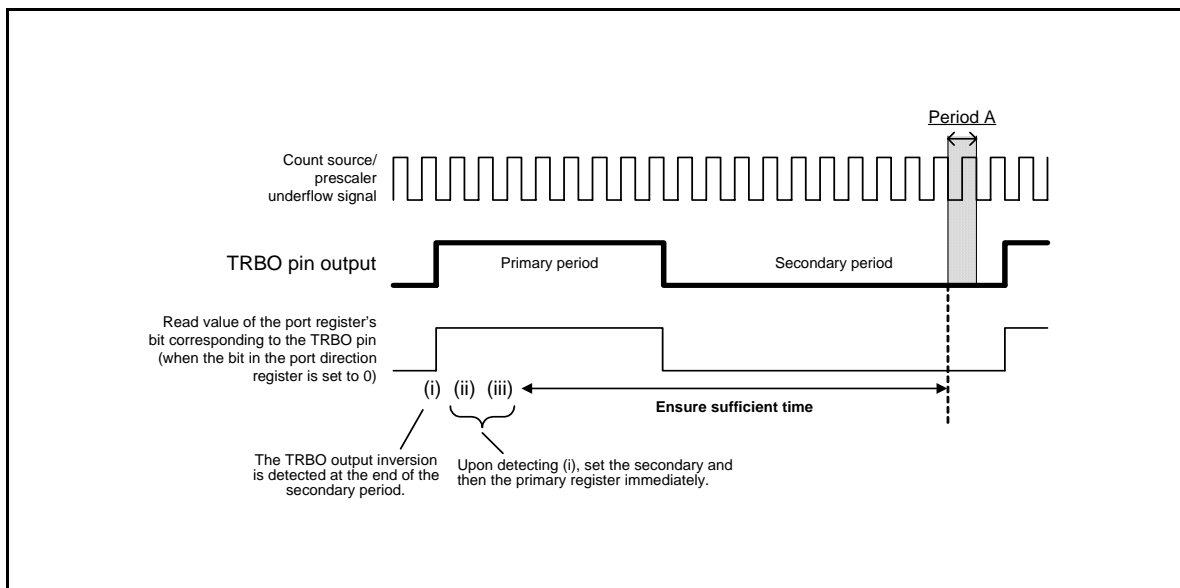 Period A
Count source/
prescaler
underflow signal
TRBO pin output
Primary period
Secondary period
Read value of the port register's
bit corresponding to the TRBO pin
(when the bit in the port direction
register is set to 0)
(i) (ii) (iii)
Ensure sufficient time
The TRBO output inversion
is detected at the end of the
secondary period.
Upon detecting (i), set the secondary and
then the primary register immediately.